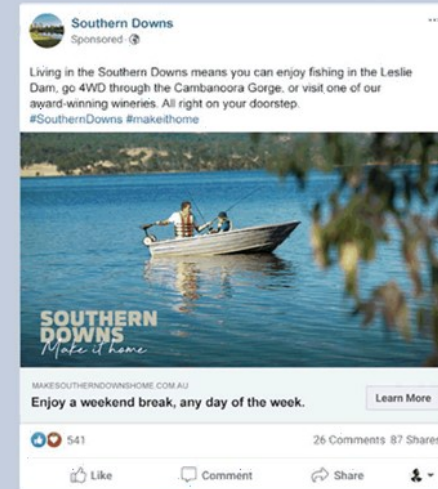 Southern Downs
Sponsored ·
Living in the Southern Downs means you can enjoy fishing in the Leslie
Dam, go 4WD through the Cambanoora Gorge, or visit one of our
award-winning wineries. All right on your doorstep.
#SouthernDowns #makeithome
SOUTHERN
DOWNS
Make it home
MAKESOUTHERNDOWNSHOME.COM.AU
Enjoy a weekend break, any day of the week.
Learn More
541
26 Comments 87 Shares
Like Comment Share